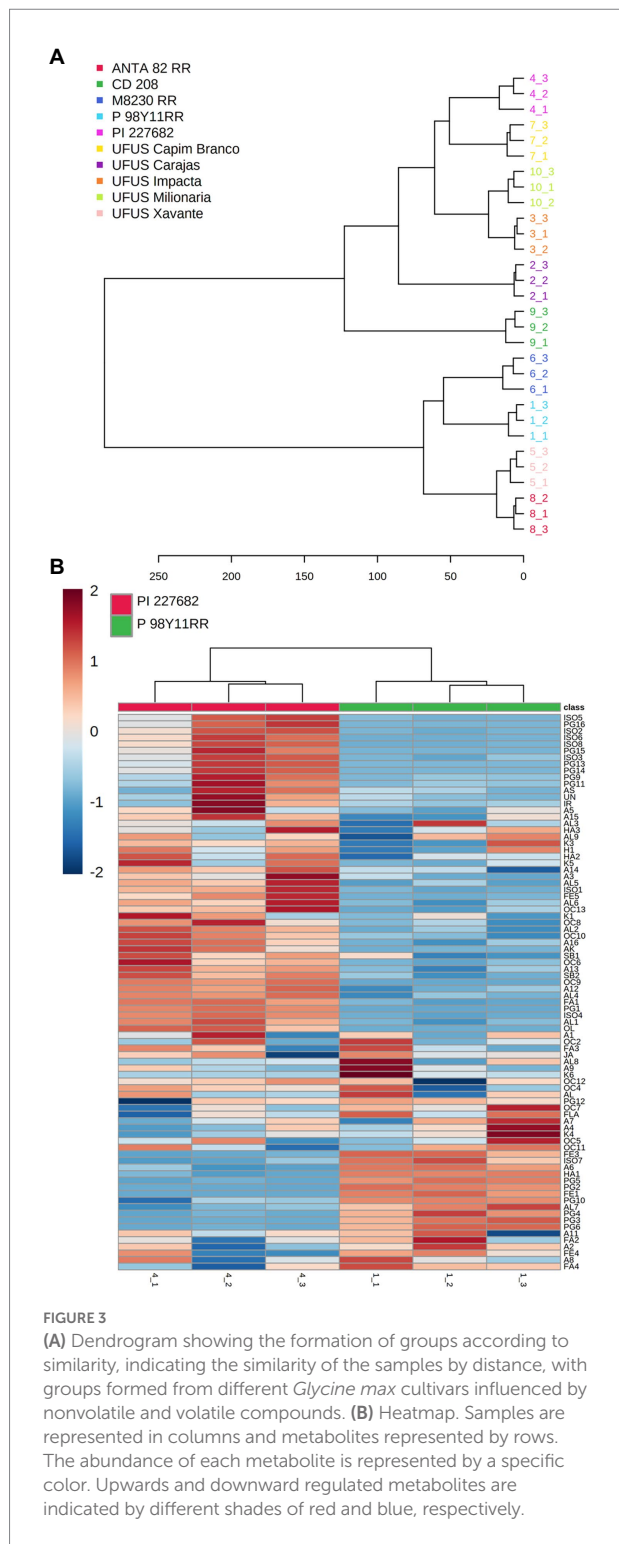 A
ANTA 82 RR
CD 208
M8230 RR
P 98Y11RR
PI 227682
UFUS Capim Branco
UFUS Carajas
UFUS Impacta
UFUS Milionaria
UFUS Xavante
4_3
4_2
4_1
7_3
7_2
7_1
10_3
10_1
10_2
3_3
3_1
3_2
2_3
2_2
2_1
9_3
9_2
9_1
6_3
6_2
6_1
1_3
1_2
1_1
5_3
5_2
5_1
8_2
8_1
8_3
250 200 150 100 50 0
B
2
1
0
-1
-2
PI 227682
P 98Y11RR
class
ISO5
PG16
ISO2
ISO6
ISO8
PG15
ISO3
PG13
PG14
PG9
PG11
AS
UN
IR
A5
A15
AL3
HA3
AL9
K3
H1
HA2
K5
A14
A3
AL5
ISO1
FE5
AL6
OC13
K1
OC8
AL2
OC10
A16
AK
SB1
OC6
A13
SB2
OC9
A12
AL4
FA1
PG1
ISO4
AL1
OL
A1
OC2
FA3
JA
AL8
A9
K6
OC12
OC4
AL
PG12
OC7
FLA
A7
A4
K4
OC5
OC11
FE3
ISO7
A6
HA1
PG5
PG2
FE1
PG10
AL7
PG4
PG3
PG6
A11
FA2
A2
FE4
A8
FA4
4_1 4_2 4_3 1_1 1_2 1_3
FIGURE 3
(A) Dendrogram showing the formation of groups according to
similarity, indicating the similarity of the samples by distance, with
groups formed from different Glycine max cultivars influenced by
nonvolatile and volatile compounds. (B) Heatmap. Samples are
represented in columns and metabolites represented by rows.
The abundance of each metabolite is represented by a specific
color. Upwards and downward regulated metabolites are
indicated by different shades of red and blue, respectively.